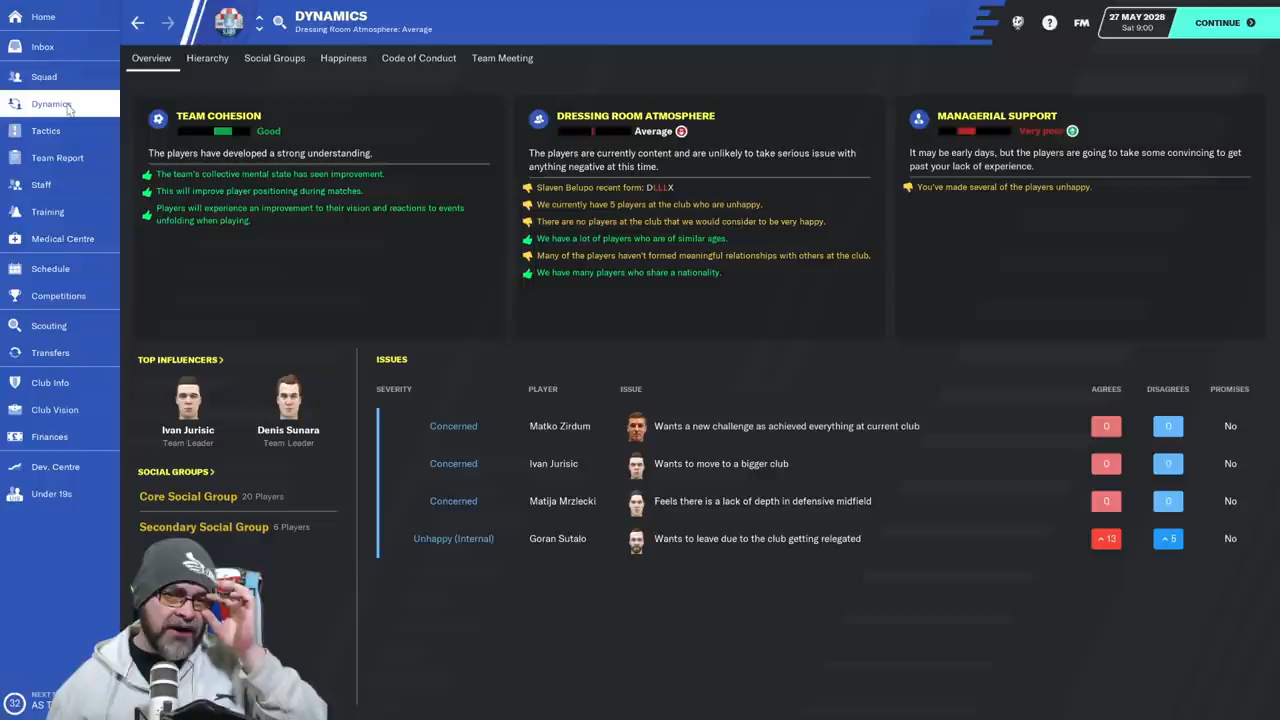 Home
Inbox
Squad
Dynamics
Tactics
Team Report
Staff
Training
Medical Centre
Schedule
Competitions
Scouting
Transfers
Club Info
Club Vision
Finances
Dev. Centre
Under 19s
32
AS T
DYNAMICS
Dressing Room Atmosphere: Average
FM
27 MAY 2028
Sat 9:00
CONTINUE
Overview
Hierarchy
Social Groups
Happiness
Code of Conduct
Team Meeting
TEAM COHESION
Good
The players have developed a strong understanding.
The team's collective mental state has seen improvement.
This will improve player positioning during matches.
Players will experience an improvement to their vision and reactions to events
unfolding when playing.
DRESSING ROOM ATMOSPHERE
Average
The players are currently content and are unlikely to take serious issue with
anything negative at this time.
Slaven Belupo recent form: DLLLX
We currently have 5 players at the club who are unhappy.
There are no players at the club that we would consider to be very happy.
We have a lot of players who are of similar ages.
Many of the players haven't formed meaningful relationships with others at the club.
We have many players who share a nationality.
MANAGERIAL SUPPORT
Very poor
It may be early days, but the players are going to take some convincing to get
past your lack of experience.
You've made several of the players unhappy.
TOP INFLUENCERS >
Ivan Jurisic
Team Leader
Denis Sunara
Team Leader
SOCIAL GROUPS >
Core Social Group 20 Players
Secondary Social Group 6 Players
ISSUES
SEVERITY PLAYER ISSUE AGREES DISAGREES PROMISES
Concerned Matko Zirdum Wants a new challenge as achieved everything at current club 0 0 No
Concerned Ivan Jurisic Wants to move to a bigger club 0 0 No
Concerned Matija Mrzlecki Feels there is a lack of depth in defensive midfield 0 0 No
Unhappy (Internal) Goran Sutalo Wants to leave due to the club getting relegated 13 5 No